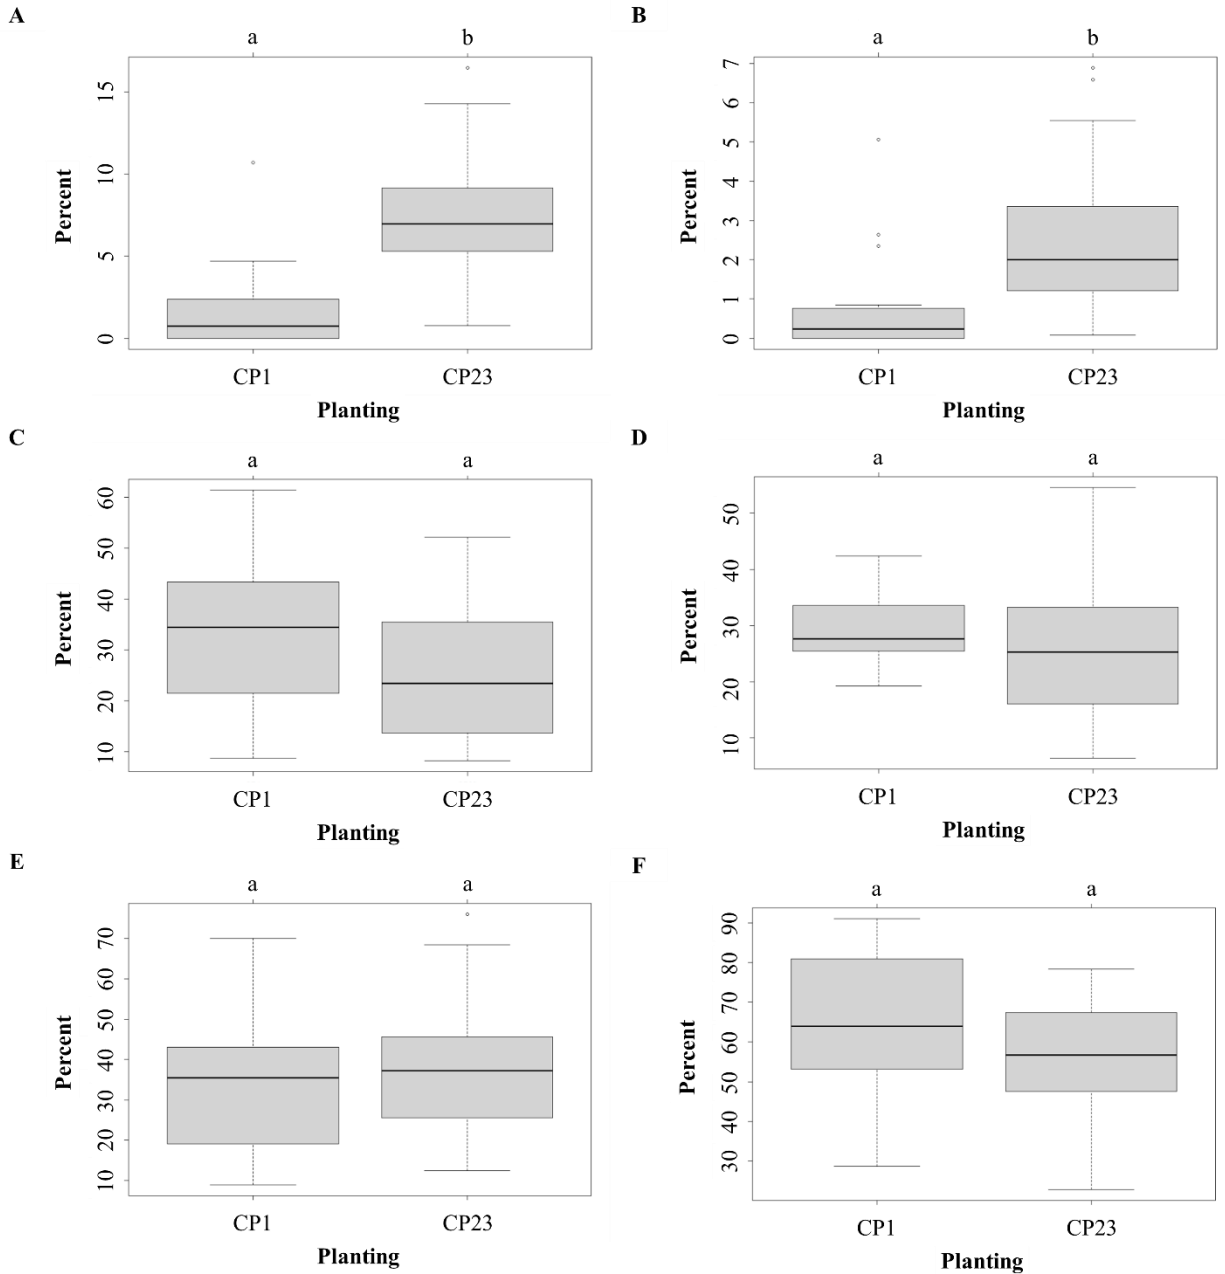 A
a b
Percent
15
10
5
0
CP1 CP23
Planting
B
a b
Percent
7
6
5
4
3
2
1
0
CP1 CP23
Planting
C
a a
Percent
60
50
40
30
20
10
CP1 CP23
Planting
D
a a
Percent
50
40
30
20
10
CP1 CP23
Planting
E
a a
Percent
70
60
50
40
30
20
10
CP1 CP23
Planting
F
a a
Percent
90
80
70
60
50
40
30
CP1 CP23
Planting